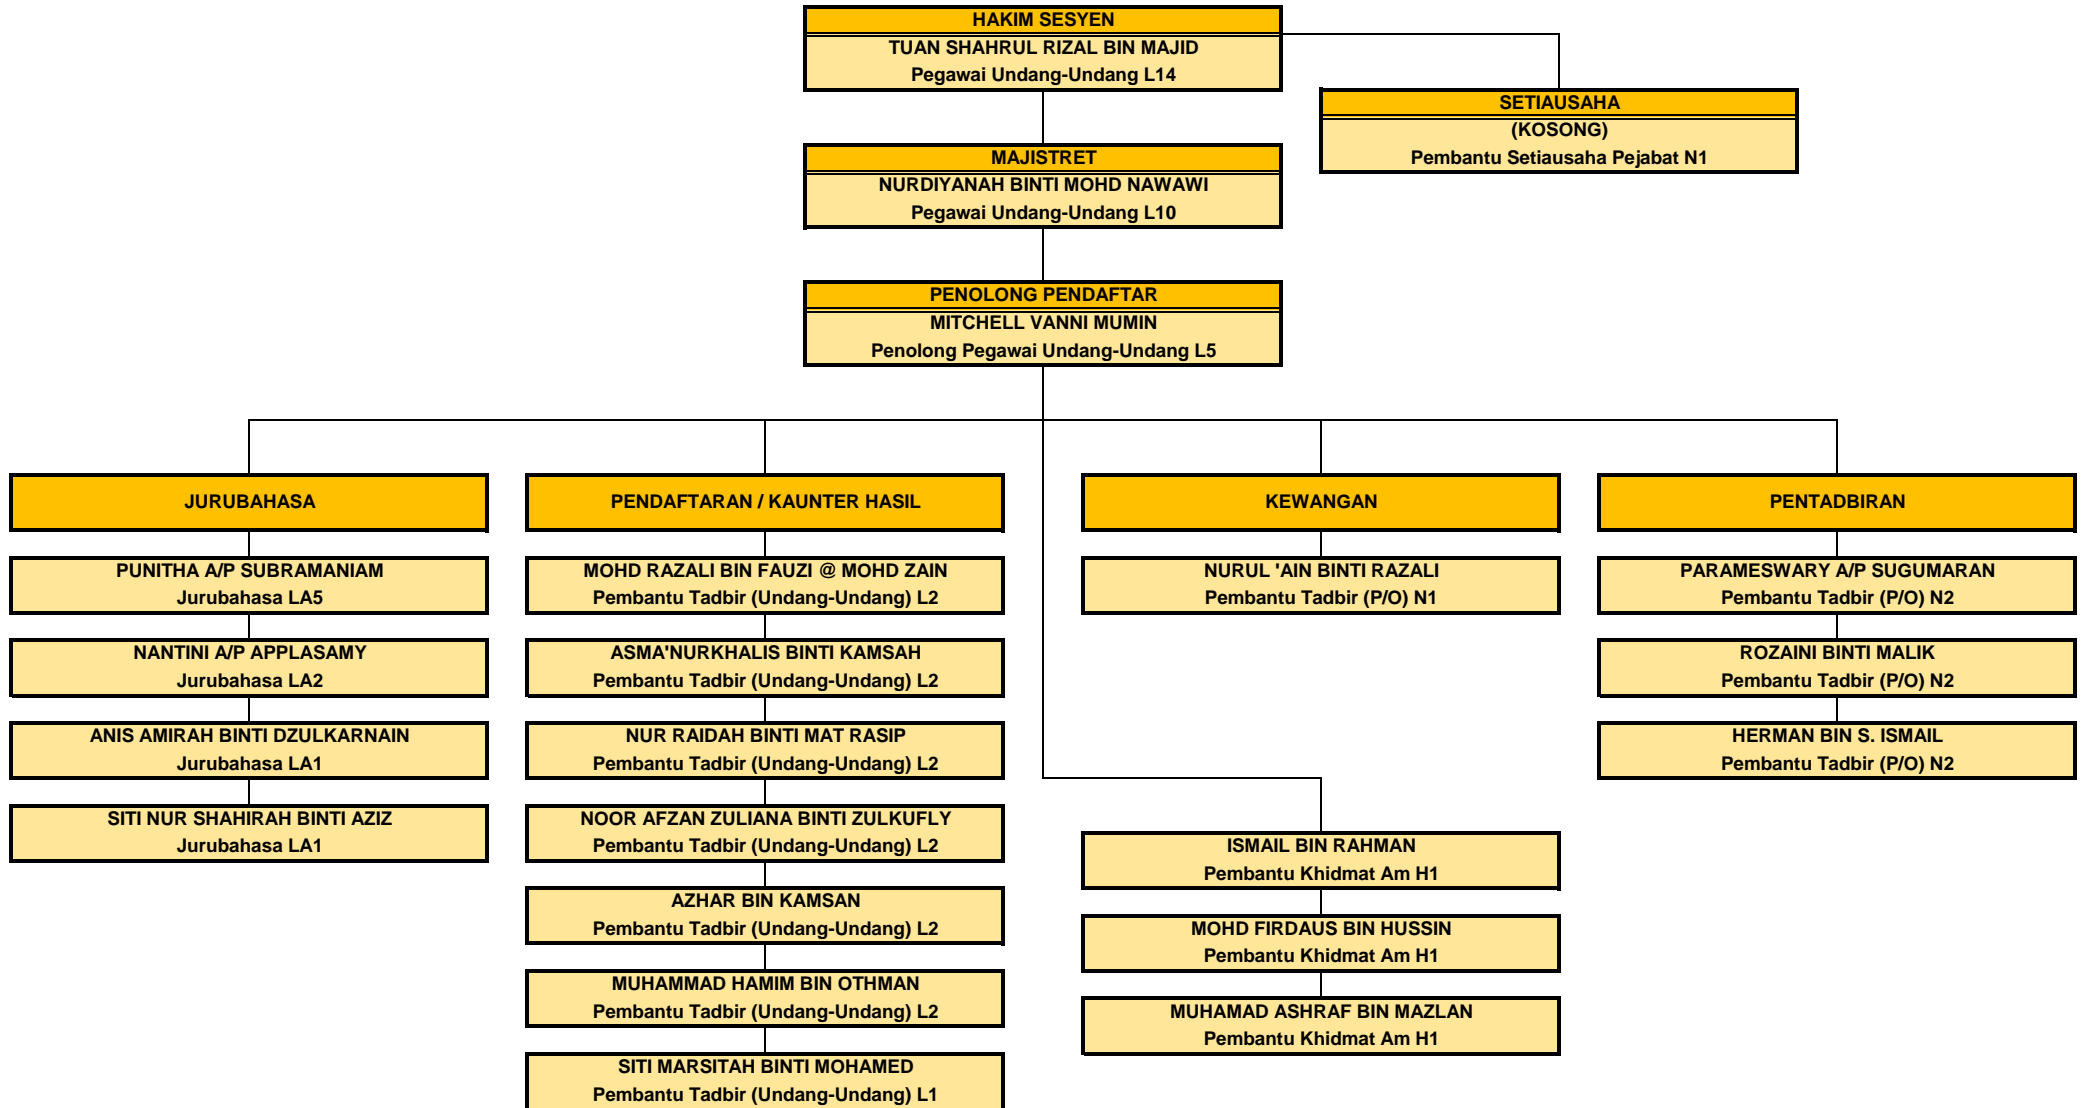 HAKIM SESYEN
TUAN SHAHRUL RIZAL BIN MAJID
Pegawai Undang-Undang L14
SETIAUSAHA
(KOSONG)
Pembantu Setiausaha Pejabat N1
MAJISTRET
NURDIYANAH BINTI MOHD NAWAWI
Pegawai Undang-Undang L10
PENOLONG PENDAFTAR
MITCHELL VANNI MUMIN
Penolong Pegawai Undang-Undang L5
JURUBAHASA
PUNITHA A/P SUBRAMANIAM
Jurubahasa LA5
NANTINI A/P APPLASAMY
Jurubahasa LA2
ANIS AMIRAH BINTI DZULKARNAIN
Jurubahasa LA1
SITI NUR SHAHIRAH BINTI AZIZ
Jurubahasa LA1
PENDAFTARAN / KAUNTER HASIL
MOHD RAZALI BIN FAUZI @ MOHD ZAIN
Pembantu Tadbir (Undang-Undang) L2
ASMA'NURKHALIS BINTI KAMSAH
Pembantu Tadbir (Undang-Undang) L2
NUR RAIDAH BINTI MAT RASIP
Pembantu Tadbir (Undang-Undang) L2
NOOR AFZAN ZULIANA BINTI ZULKUFLY
Pembantu Tadbir (Undang-Undang) L2
AZHAR BIN KAMSAN
Pembantu Tadbir (Undang-Undang) L2
MUHAMMAD HAMIM BIN OTHMAN
Pembantu Tadbir (Undang-Undang) L2
SITI MARSITAH BINTI MOHAMED
Pembantu Tadbir (Undang-Undang) L1
KEWANGAN
NURUL 'AIN BINTI RAZALI
Pembantu Tadbir (P/O) N1
ISMAIL BIN RAHMAN
Pembantu Khidmat Am H1
MOHD FIRDAUS BIN HUSSIN
Pembantu Khidmat Am H1
MUHAMAD ASHRAF BIN MAZLAN
Pembantu Khidmat Am H1
PENTADBIRAN
PARAMESWARY A/P SUGUMARAN
Pembantu Tadbir (P/O) N2
ROZAINI BINTI MALIK
Pembantu Tadbir (P/O) N2
HERMAN BIN S. ISMAIL
Pembantu Tadbir (P/O) N2